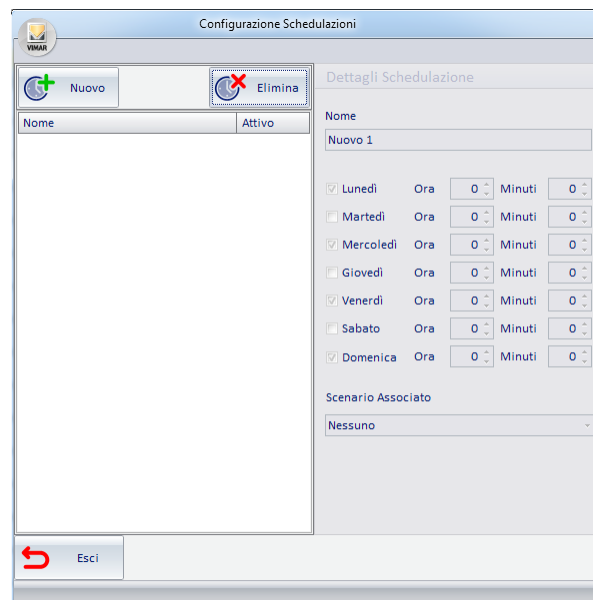 Configurazione Schedulazioni
VIMAR
Nuovo
Elimina
Nome
Attivo
Dettagli Schedulazione
Nome
Nuovo 1
Lunedì Ora 0 Minuti 0
Martedì Ora 0 Minuti 0
Mercoledì Ora 0 Minuti 0
Giovedì Ora 0 Minuti 0
Venerdì Ora 0 Minuti 0
Sabato Ora 0 Minuti 0
Domenica Ora 0 Minuti 0
Scenario Associato
Nessuno
Esci